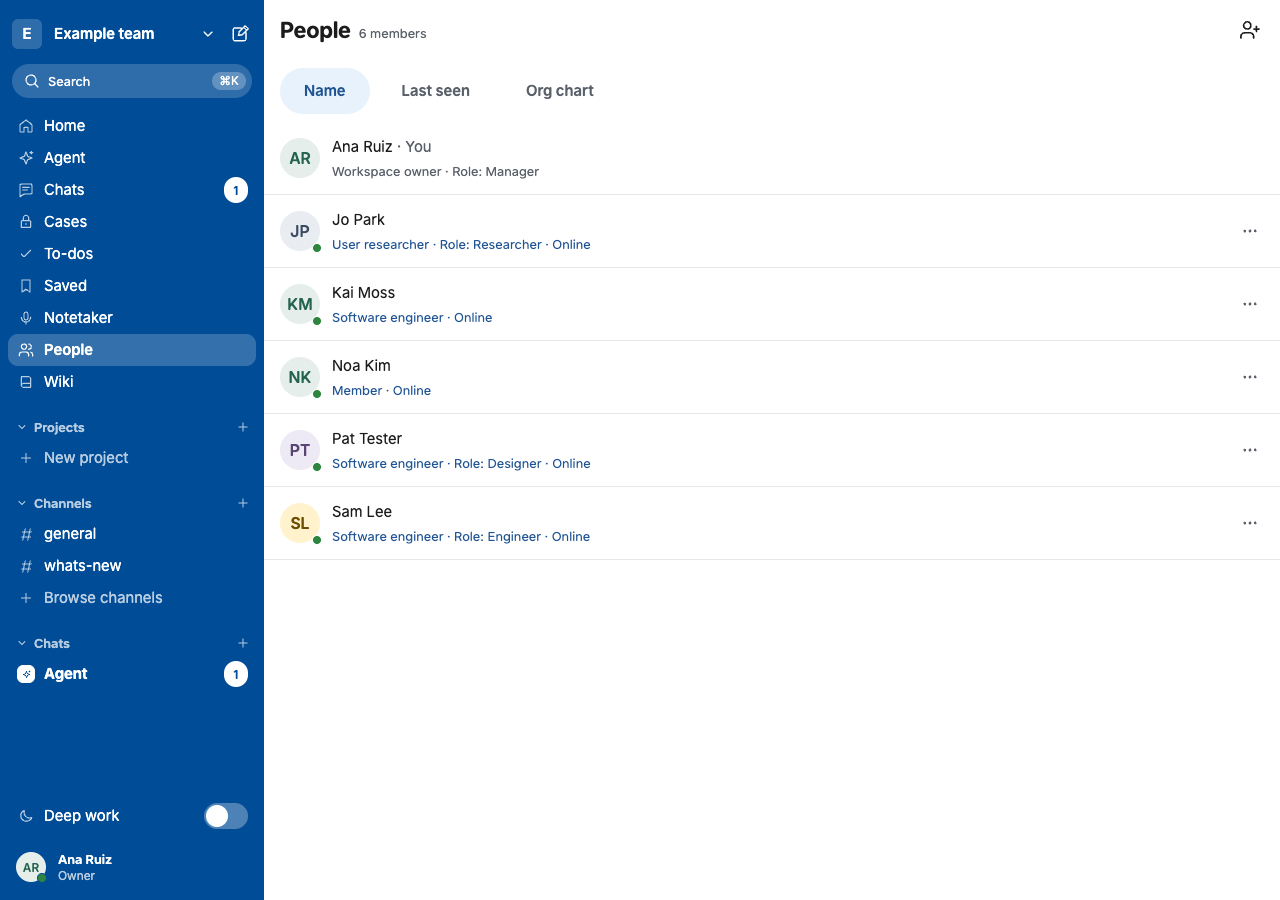 E Example team
Search ⌘K
Home
Agent
Chats 1
Cases
To-dos
Saved
Notetaker
People
Wiki
Projects
New project
Channels
# general
# whats-new
Browse channels
Chats
Agent 1
Deep work
AR Ana Ruiz
Owner
People 6 members
Name Last seen Org chart
AR Ana Ruiz · You
Workspace owner · Role: Manager
JP Jo Park
User researcher · Role: Researcher · Online
KM Kai Moss
Software engineer · Online
NK Noa Kim
Member · Online
PT Pat Tester
Software engineer · Role: Designer · Online
SL Sam Lee
Software engineer · Role: Engineer · Online